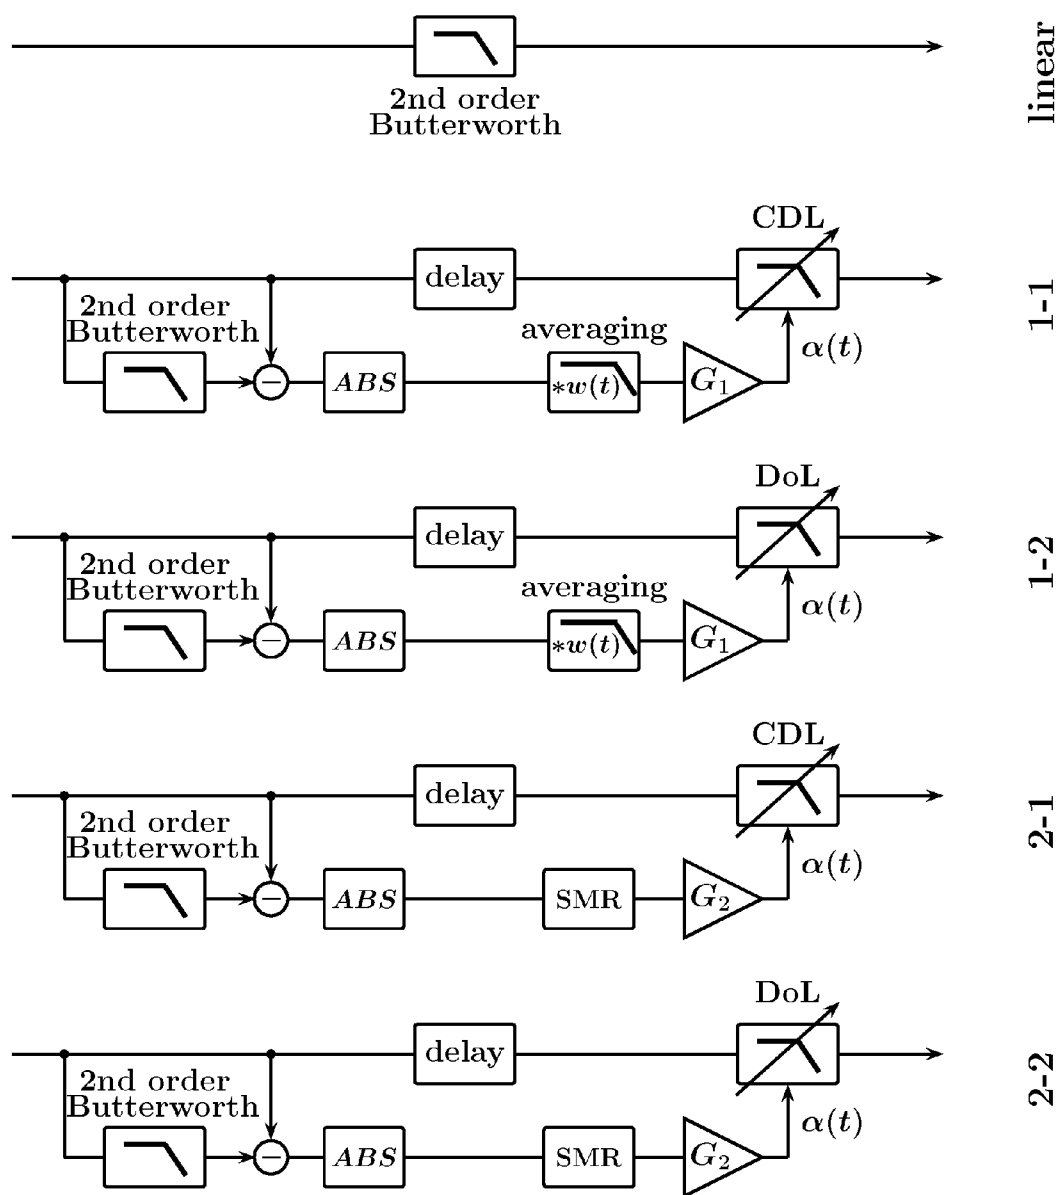 2nd order
Butterworth
linear
CDL
delay
2nd order
Butterworth
averaging
− ABS ∗w(t) G₁ α(t)
1-1
DoL
delay
2nd order
Butterworth
averaging
− ABS ∗w(t) G₁ α(t)
1-2
CDL
delay
2nd order
Butterworth
− ABS SMR G₂ α(t)
2-1
DoL
delay
2nd order
Butterworth
− ABS SMR G₂ α(t)
2-2